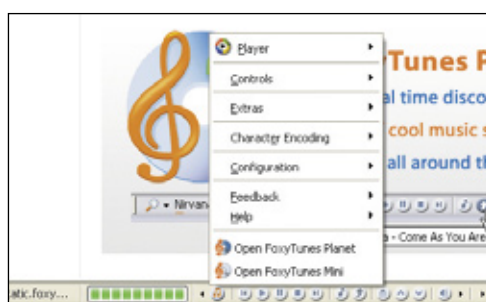 Player
yTunes P
Controls
al time disco
Extras
cool music s
Character Encoding
all around th
Configuration
Nirvan
Feedback
Help
a - Come As You Are
Open FoxyTunes Planet
Open FoxyTunes Mini
atic.foxy...